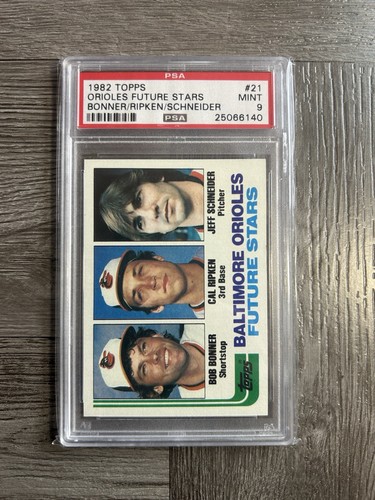 PSA
1982 TOPPS #21
ORIOLES FUTURE STARS MINT
BONNER/RIPKEN/SCHNEIDER 9
PSA 25066140
BOB BONNER
Shortstop
CAL RIPKEN
3rd Base
JEFF SCHNEIDER
Pitcher
Topps
BALTIMORE ORIOLES
FUTURE STARS